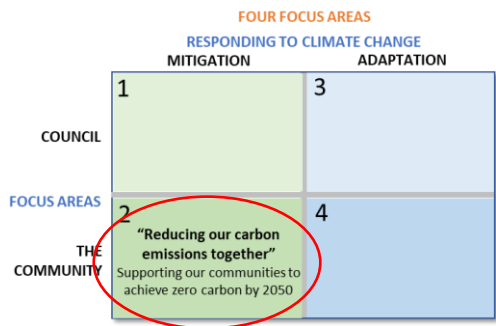 FOUR FOCUS AREAS
RESPONDING TO CLIMATE CHANGE
MITIGATION
ADAPTATION
1
3
COUNCIL
FOCUS AREAS
2
4
THE
COMMUNITY
“Reducing our carbon
emissions together”
Supporting our communities to
achieve zero carbon by 2050